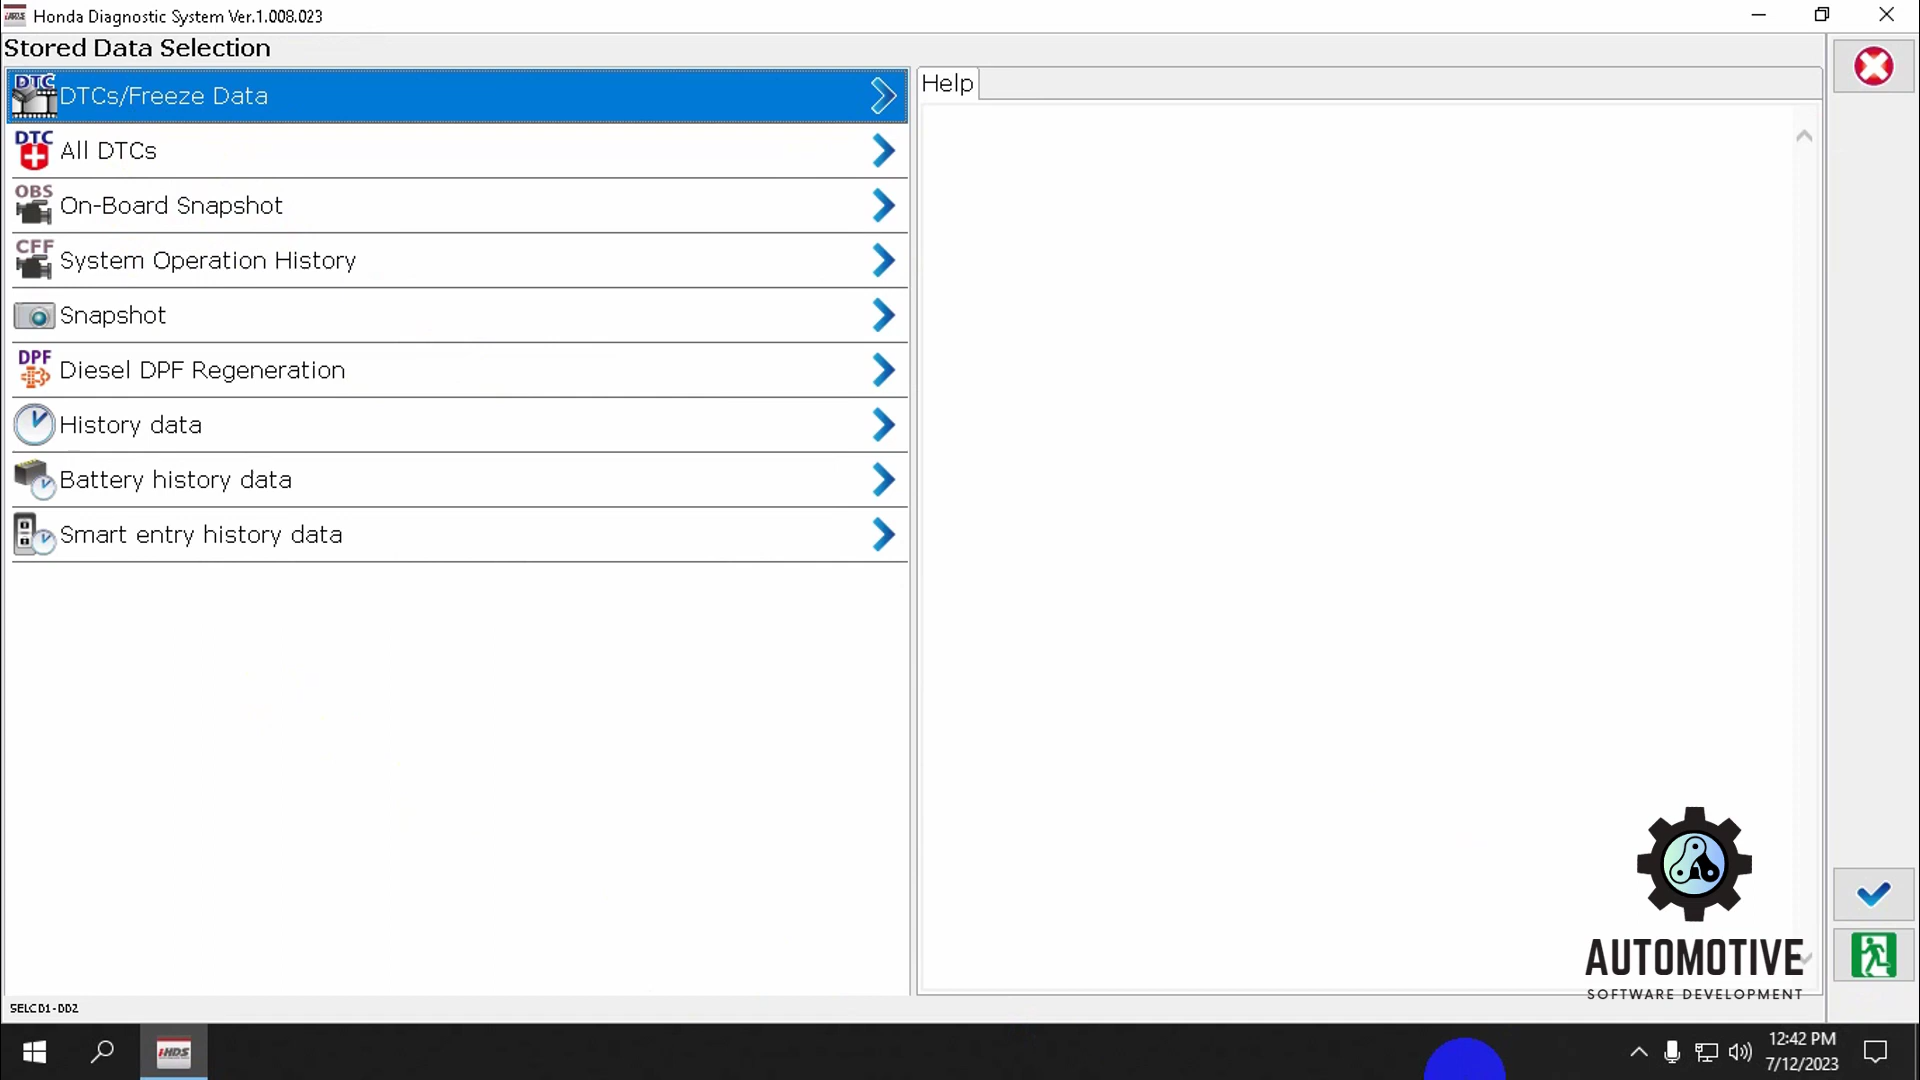 Honda Diagnostic System Ver.1.008.023
Stored Data Selection
DTC DTCs/Freeze Data
DTC All DTCs
OBS On-Board Snapshot
CFF System Operation History
Snapshot
DPF Diesel DPF Regeneration
History data
Battery history data
Smart entry history data
Help
AUTOMOTIVE
SOFTWARE DEVELOPMENT
SELCD1-DD2
i-HDS
12:42 PM
7/12/2023